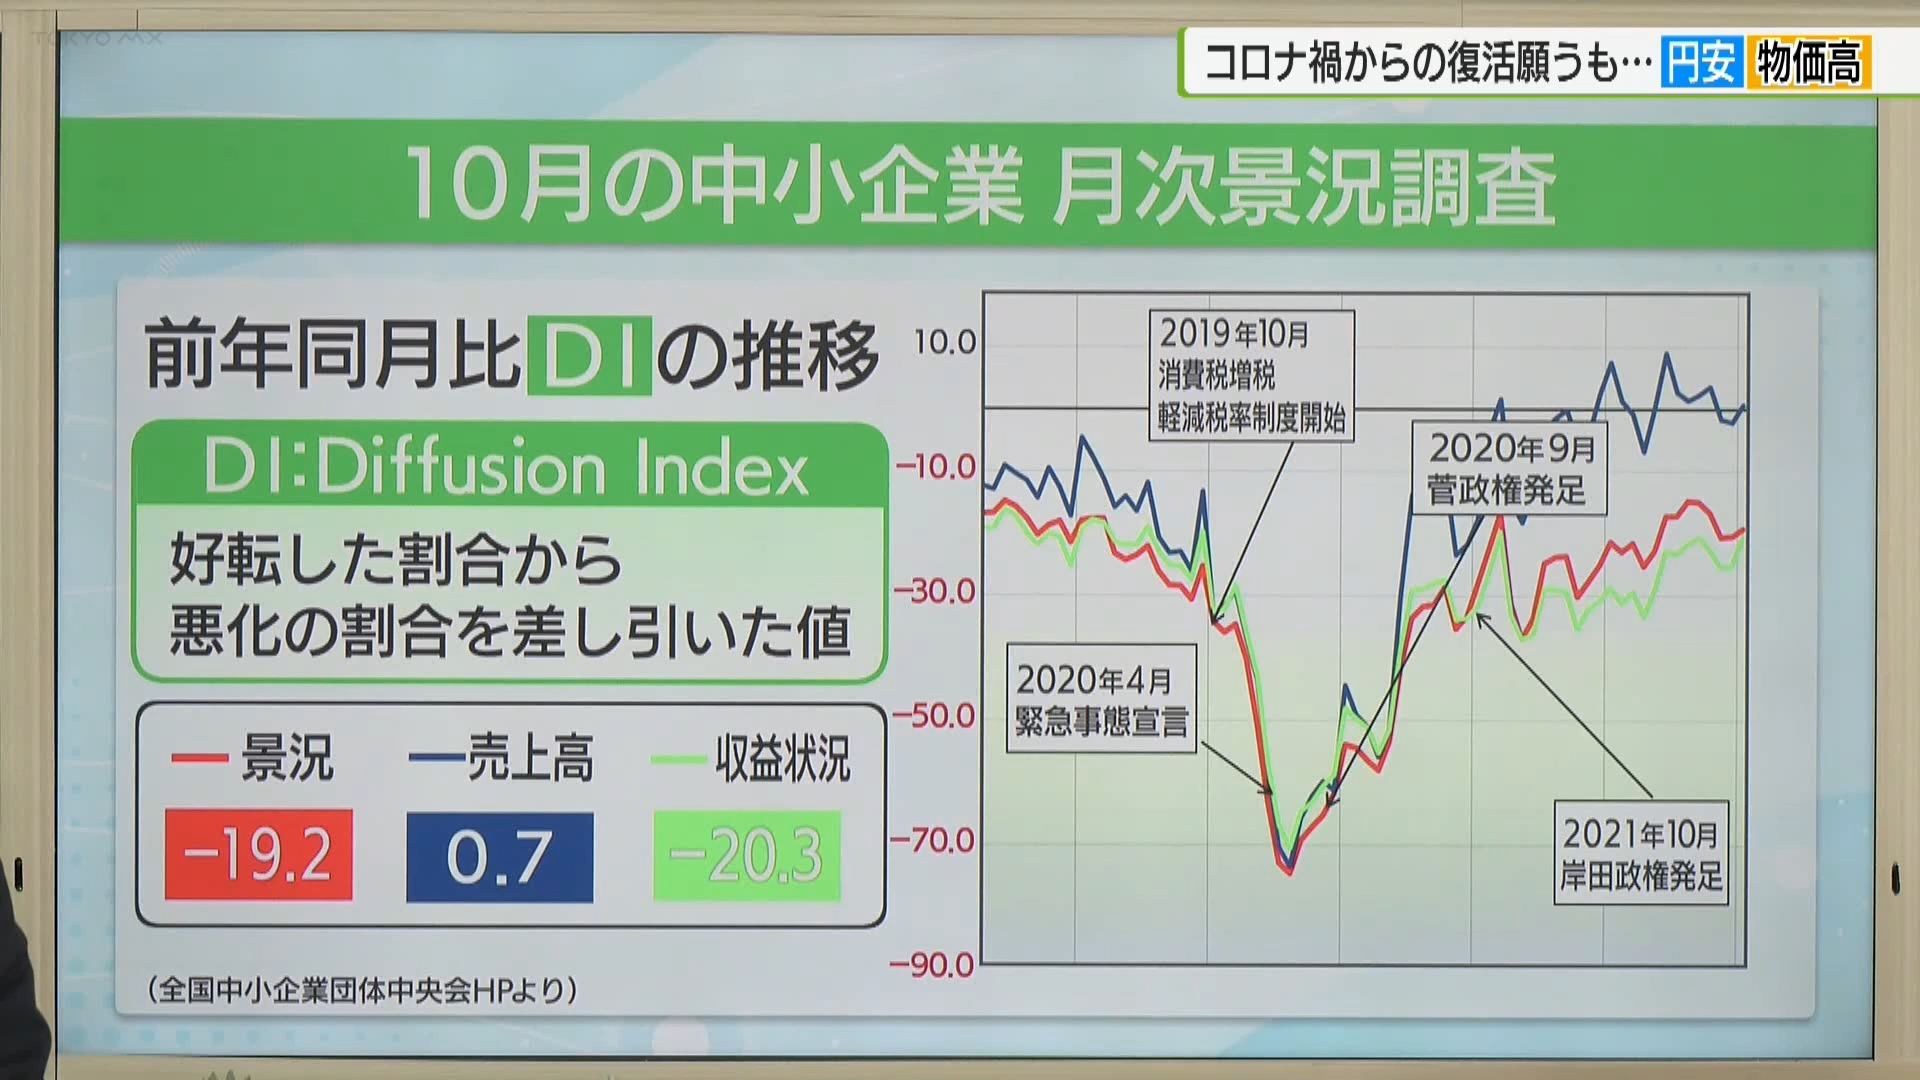 TOKYO MX
コロナ禍からの復活願うも…円安 物価高
10月の中小企業 月次景況調査
前年同月比DIの推移
DI:Diffusion Index
好転した割合から
悪化の割合を差し引いた値
景況 売上高 収益状況
-19.2 0.7 -20.3
(全国中小企業団体中央会HPより)
10.0
-10.0
-30.0
-50.0
-70.0
-90.0
2019年10月
消費税増税
軽減税率制度開始
2020年9月
菅政権発足
2020年4月
緊急事態宣言
2021年10月
岸田政権発足